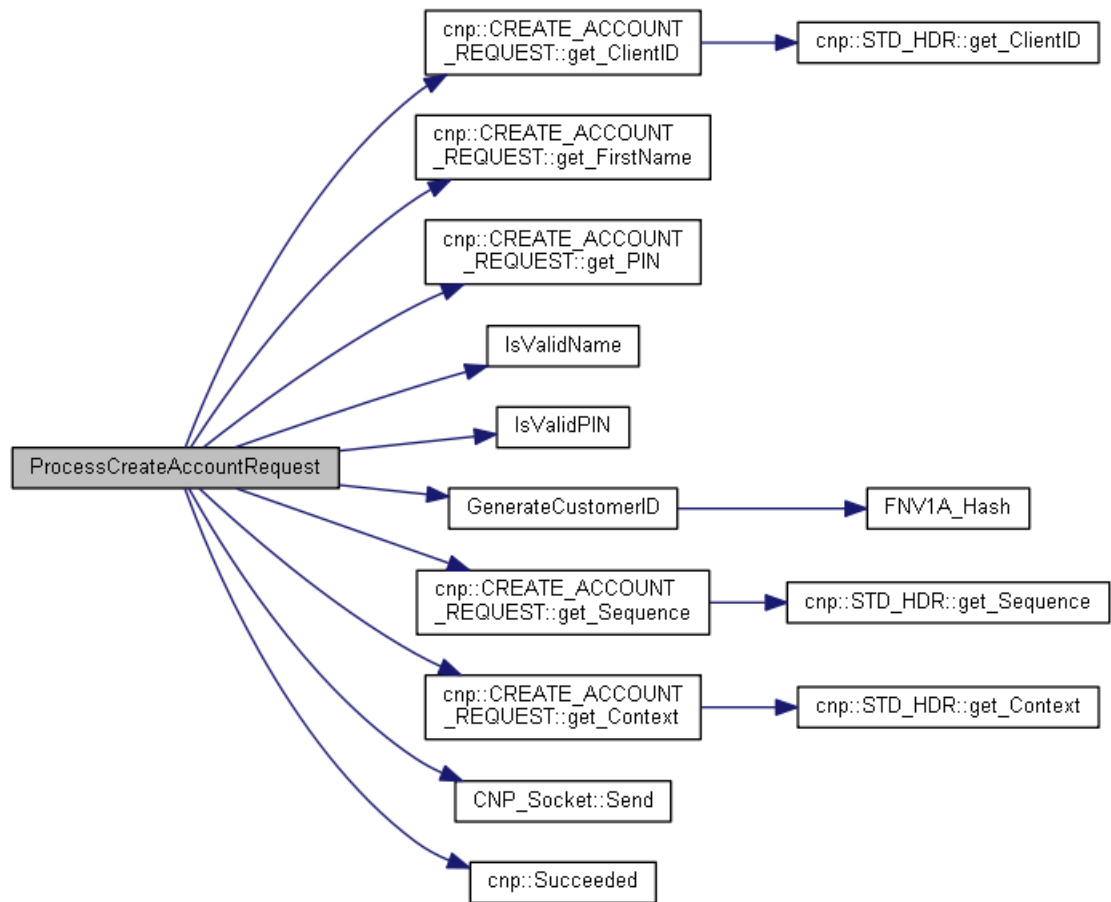 cnp::CREATE_ACCOUNT
_REQUEST::get_ClientID
cnp::STD_HDR::get_ClientID
cnp::CREATE_ACCOUNT
_REQUEST::get_FirstName
cnp::CREATE_ACCOUNT
_REQUEST::get_PIN
IsValidName
IsValidPIN
ProcessCreateAccountRequest
GenerateCustomerID
FNV1A_Hash
cnp::CREATE_ACCOUNT
_REQUEST::get_Sequence
cnp::STD_HDR::get_Sequence
cnp::CREATE_ACCOUNT
_REQUEST::get_Context
cnp::STD_HDR::get_Context
CNP_Socket::Send
cnp::Succeeded